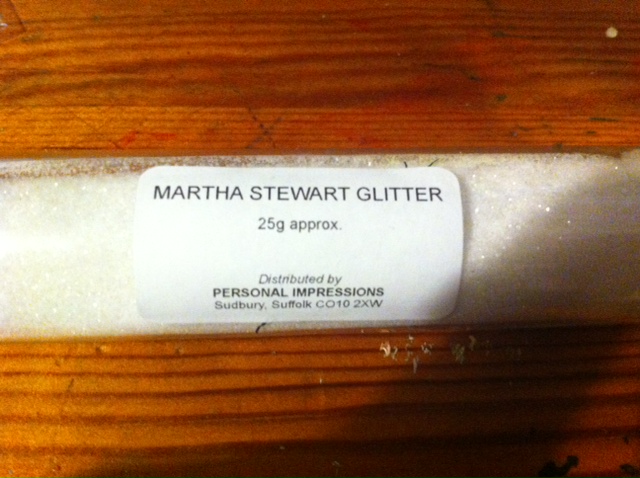 MARTHA STEWART GLITTER
25g approx.
Distributed by
PERSONAL IMPRESSIONS
Sudbury, Suffolk CO10 2XW